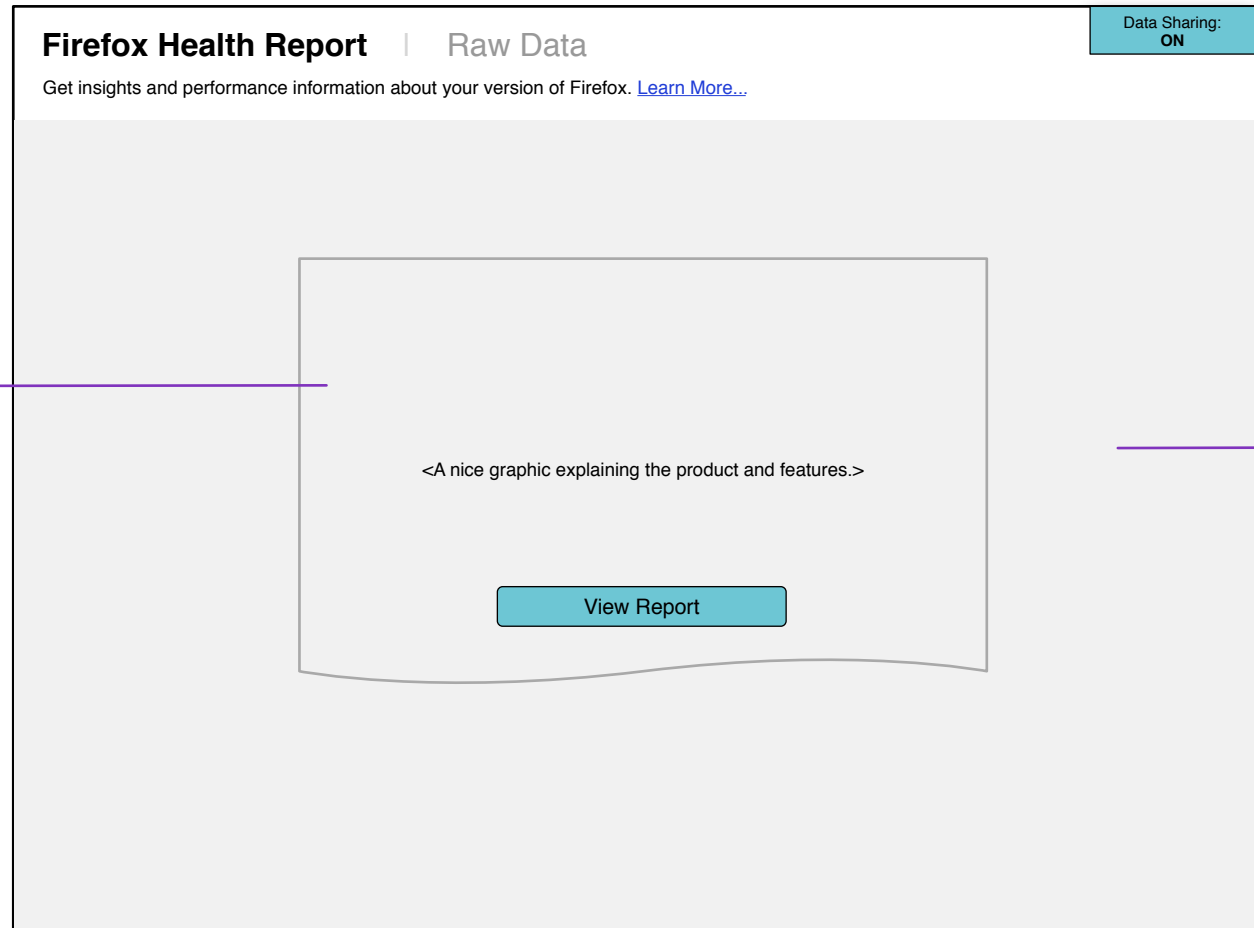 Firefox Health Report | Raw Data
Data Sharing:
ON
Get insights and performance information about your version of Firefox. Learn More...
<A nice graphic explaining the product and features.>
View Report